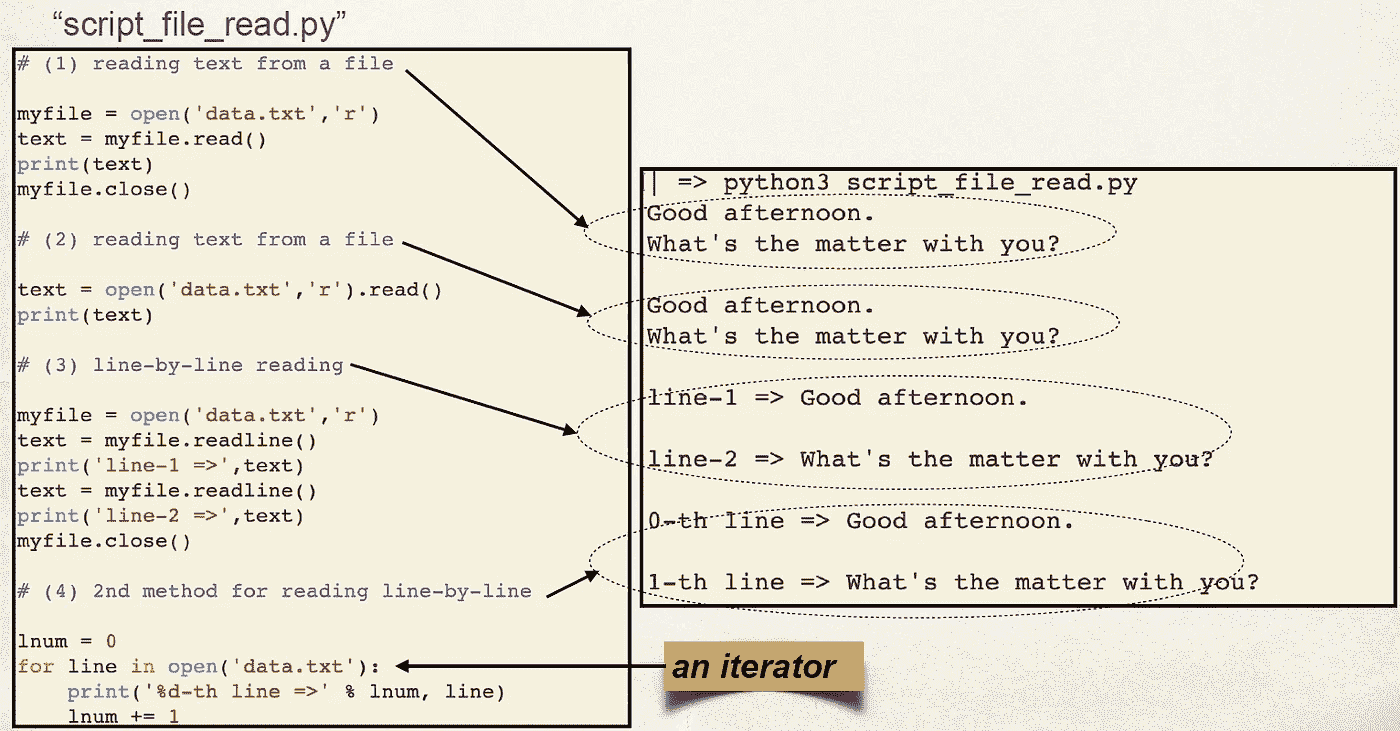 “script_file_read.py”
# (1) reading text from a file
myfile = open('data.txt','r')
text = myfile.read()
print(text)
myfile.close()
# (2) reading text from a file
text = open('data.txt','r').read()
print(text)
# (3) line-by-line reading
myfile = open('data.txt','r')
text = myfile.readline()
print('line-1 =>',text)
text = myfile.readline()
print('line-2 =>',text)
myfile.close()
# (4) 2nd method for reading line-by-line
lnum = 0
for line in open('data.txt'):
    print('%d-th line =>' % lnum, line)
    lnum += 1
| => python3 script_file_read.py
Good afternoon.
What's the matter with you?
Good afternoon.
What's the matter with you?
line-1 => Good afternoon.
line-2 => What's the matter with you?
0-th line => Good afternoon.
1-th line => What's the matter with you?
an iterator